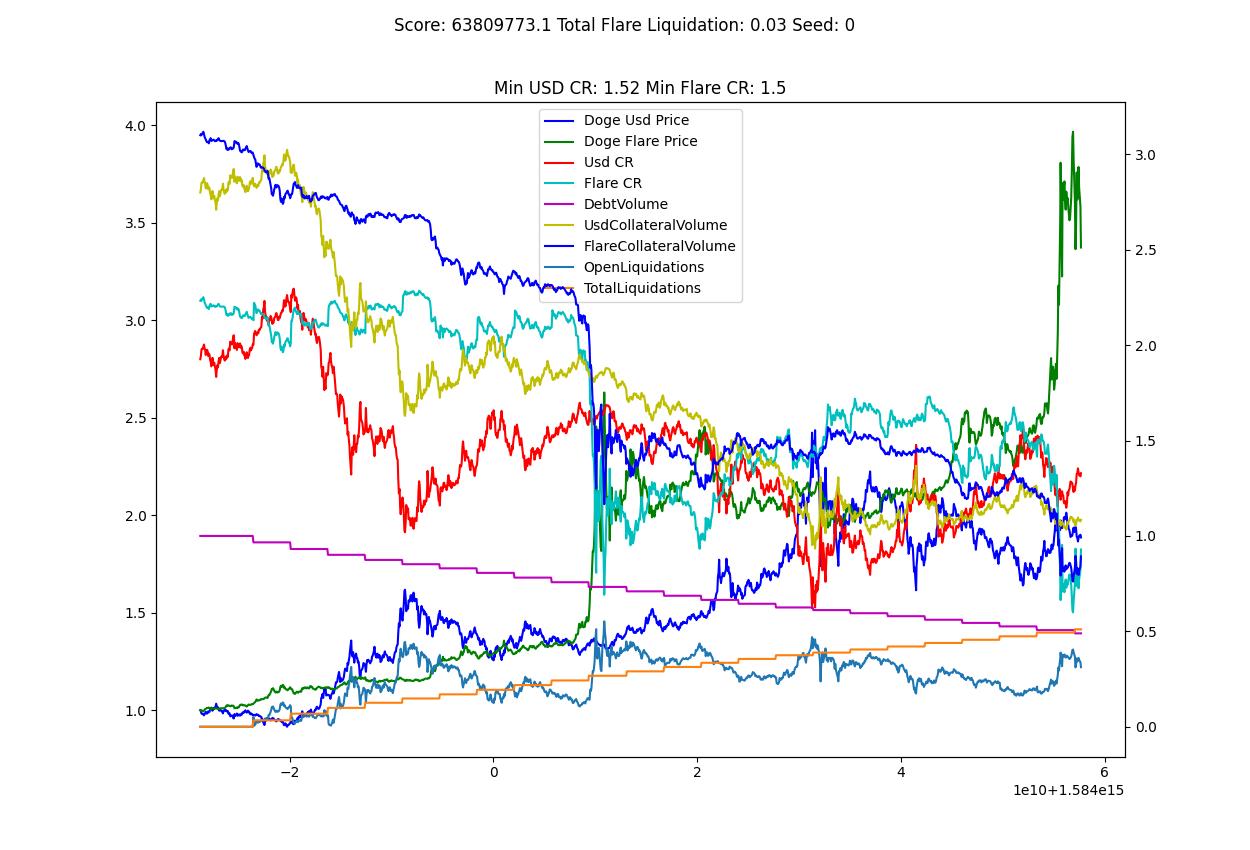 Score: 63809773.1 Total Flare Liquidation: 0.03 Seed: 0
Min USD CR: 1.52 Min Flare CR: 1.5
Doge Usd Price
Doge Flare Price
Usd CR
Flare CR
DebtVolume
UsdCollateralVolume
FlareCollateralVolume
OpenLiquidations
TotalLiquidations
4.0
3.5
3.0
2.5
2.0
1.5
1.0
3.0
2.5
2.0
1.5
1.0
0.5
0.0
−2 0 2 4 6
1e10+1.584e15